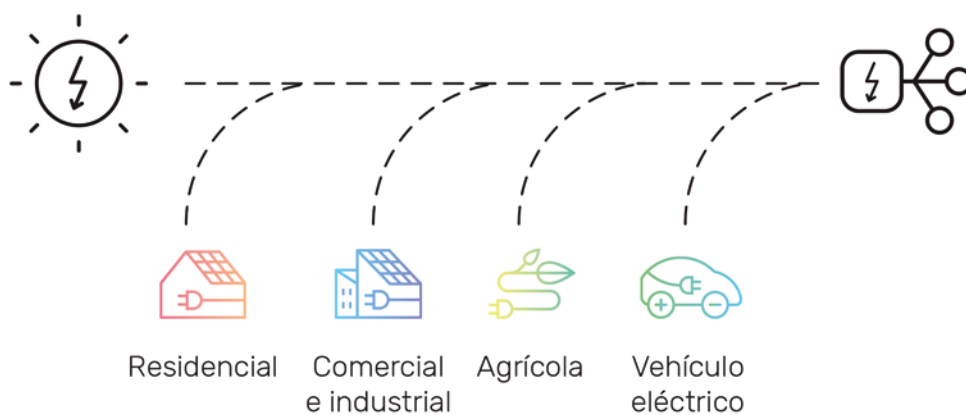 Residencial
Comercial
e industrial
Agrícola
Vehículo
eléctrico